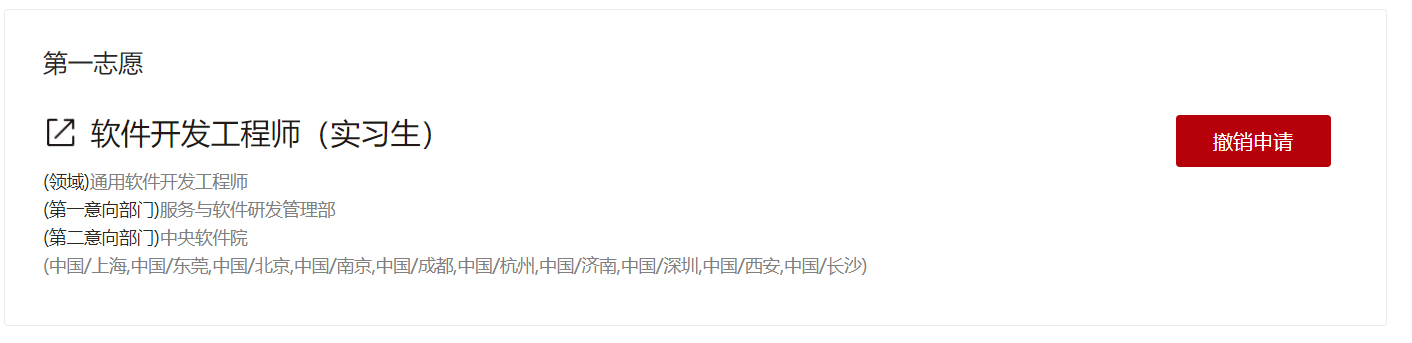 第一志愿
软件开发工程师（实习生）
撤销申请
(领域)通用软件开发工程师
(第一意向部门)服务与软件研发管理部
(第二意向部门)中央软件院
(中国/上海,中国/东莞,中国/北京,中国/南京,中国/成都,中国/杭州,中国/济南,中国/深圳,中国/西安,中国/长沙)